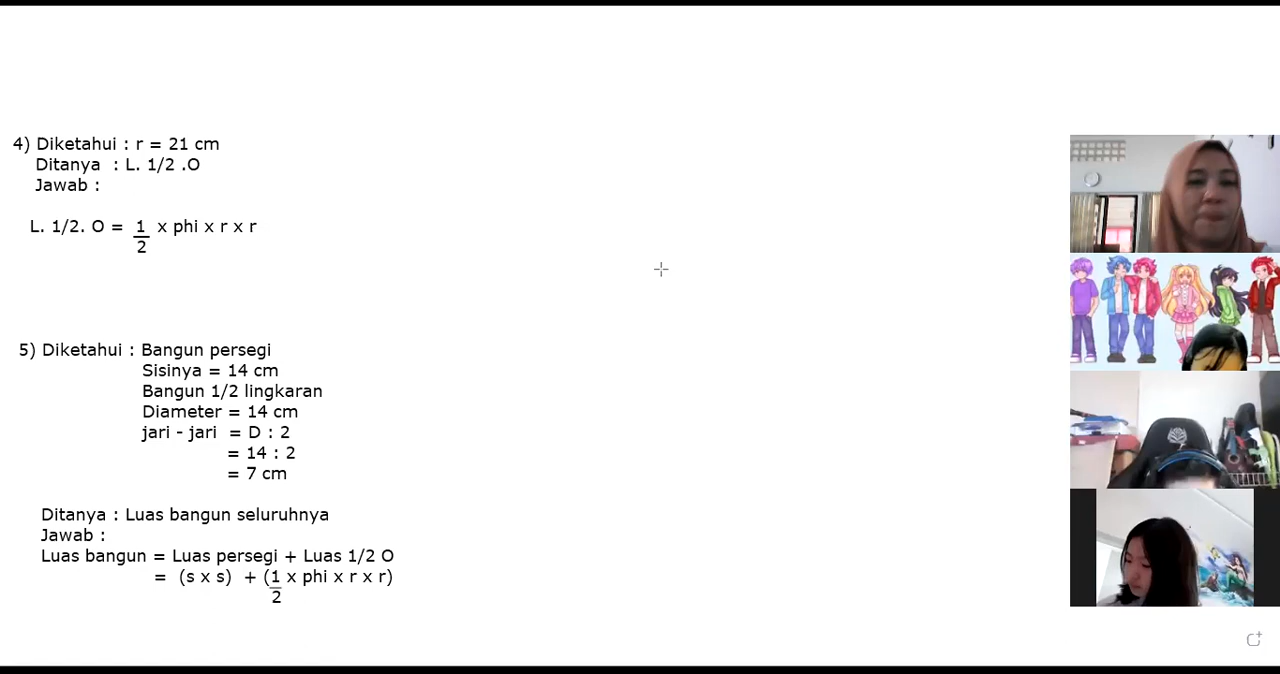 4) Diketahui : r = 21 cm
Ditanya : L. 1/2 .O
Jawab :
L. 1/2. O = 1/2 x phi x r x r
5) Diketahui : Bangun persegi
Sisinya = 14 cm
Bangun 1/2 lingkaran
Diameter = 14 cm
jari - jari = D : 2
= 14 : 2
= 7 cm
Ditanya : Luas bangun seluruhnya
Jawab :
Luas bangun = Luas persegi + Luas 1/2 O
= (s x s) + (1/2 x phi x r x r)